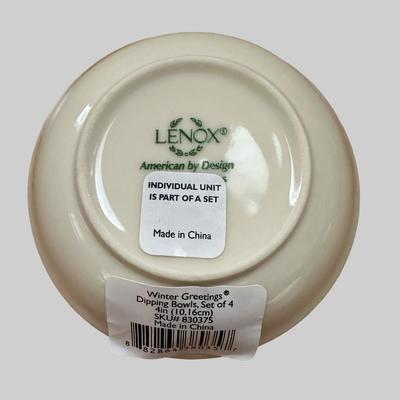 LENOX®
American by Design
INDIVIDUAL UNIT
IS PART OF A SET
Made in China
Winter Greetings®
Dipping Bowls, Set of 4
4in (10,16cm)
SKU# 830375
Made in China